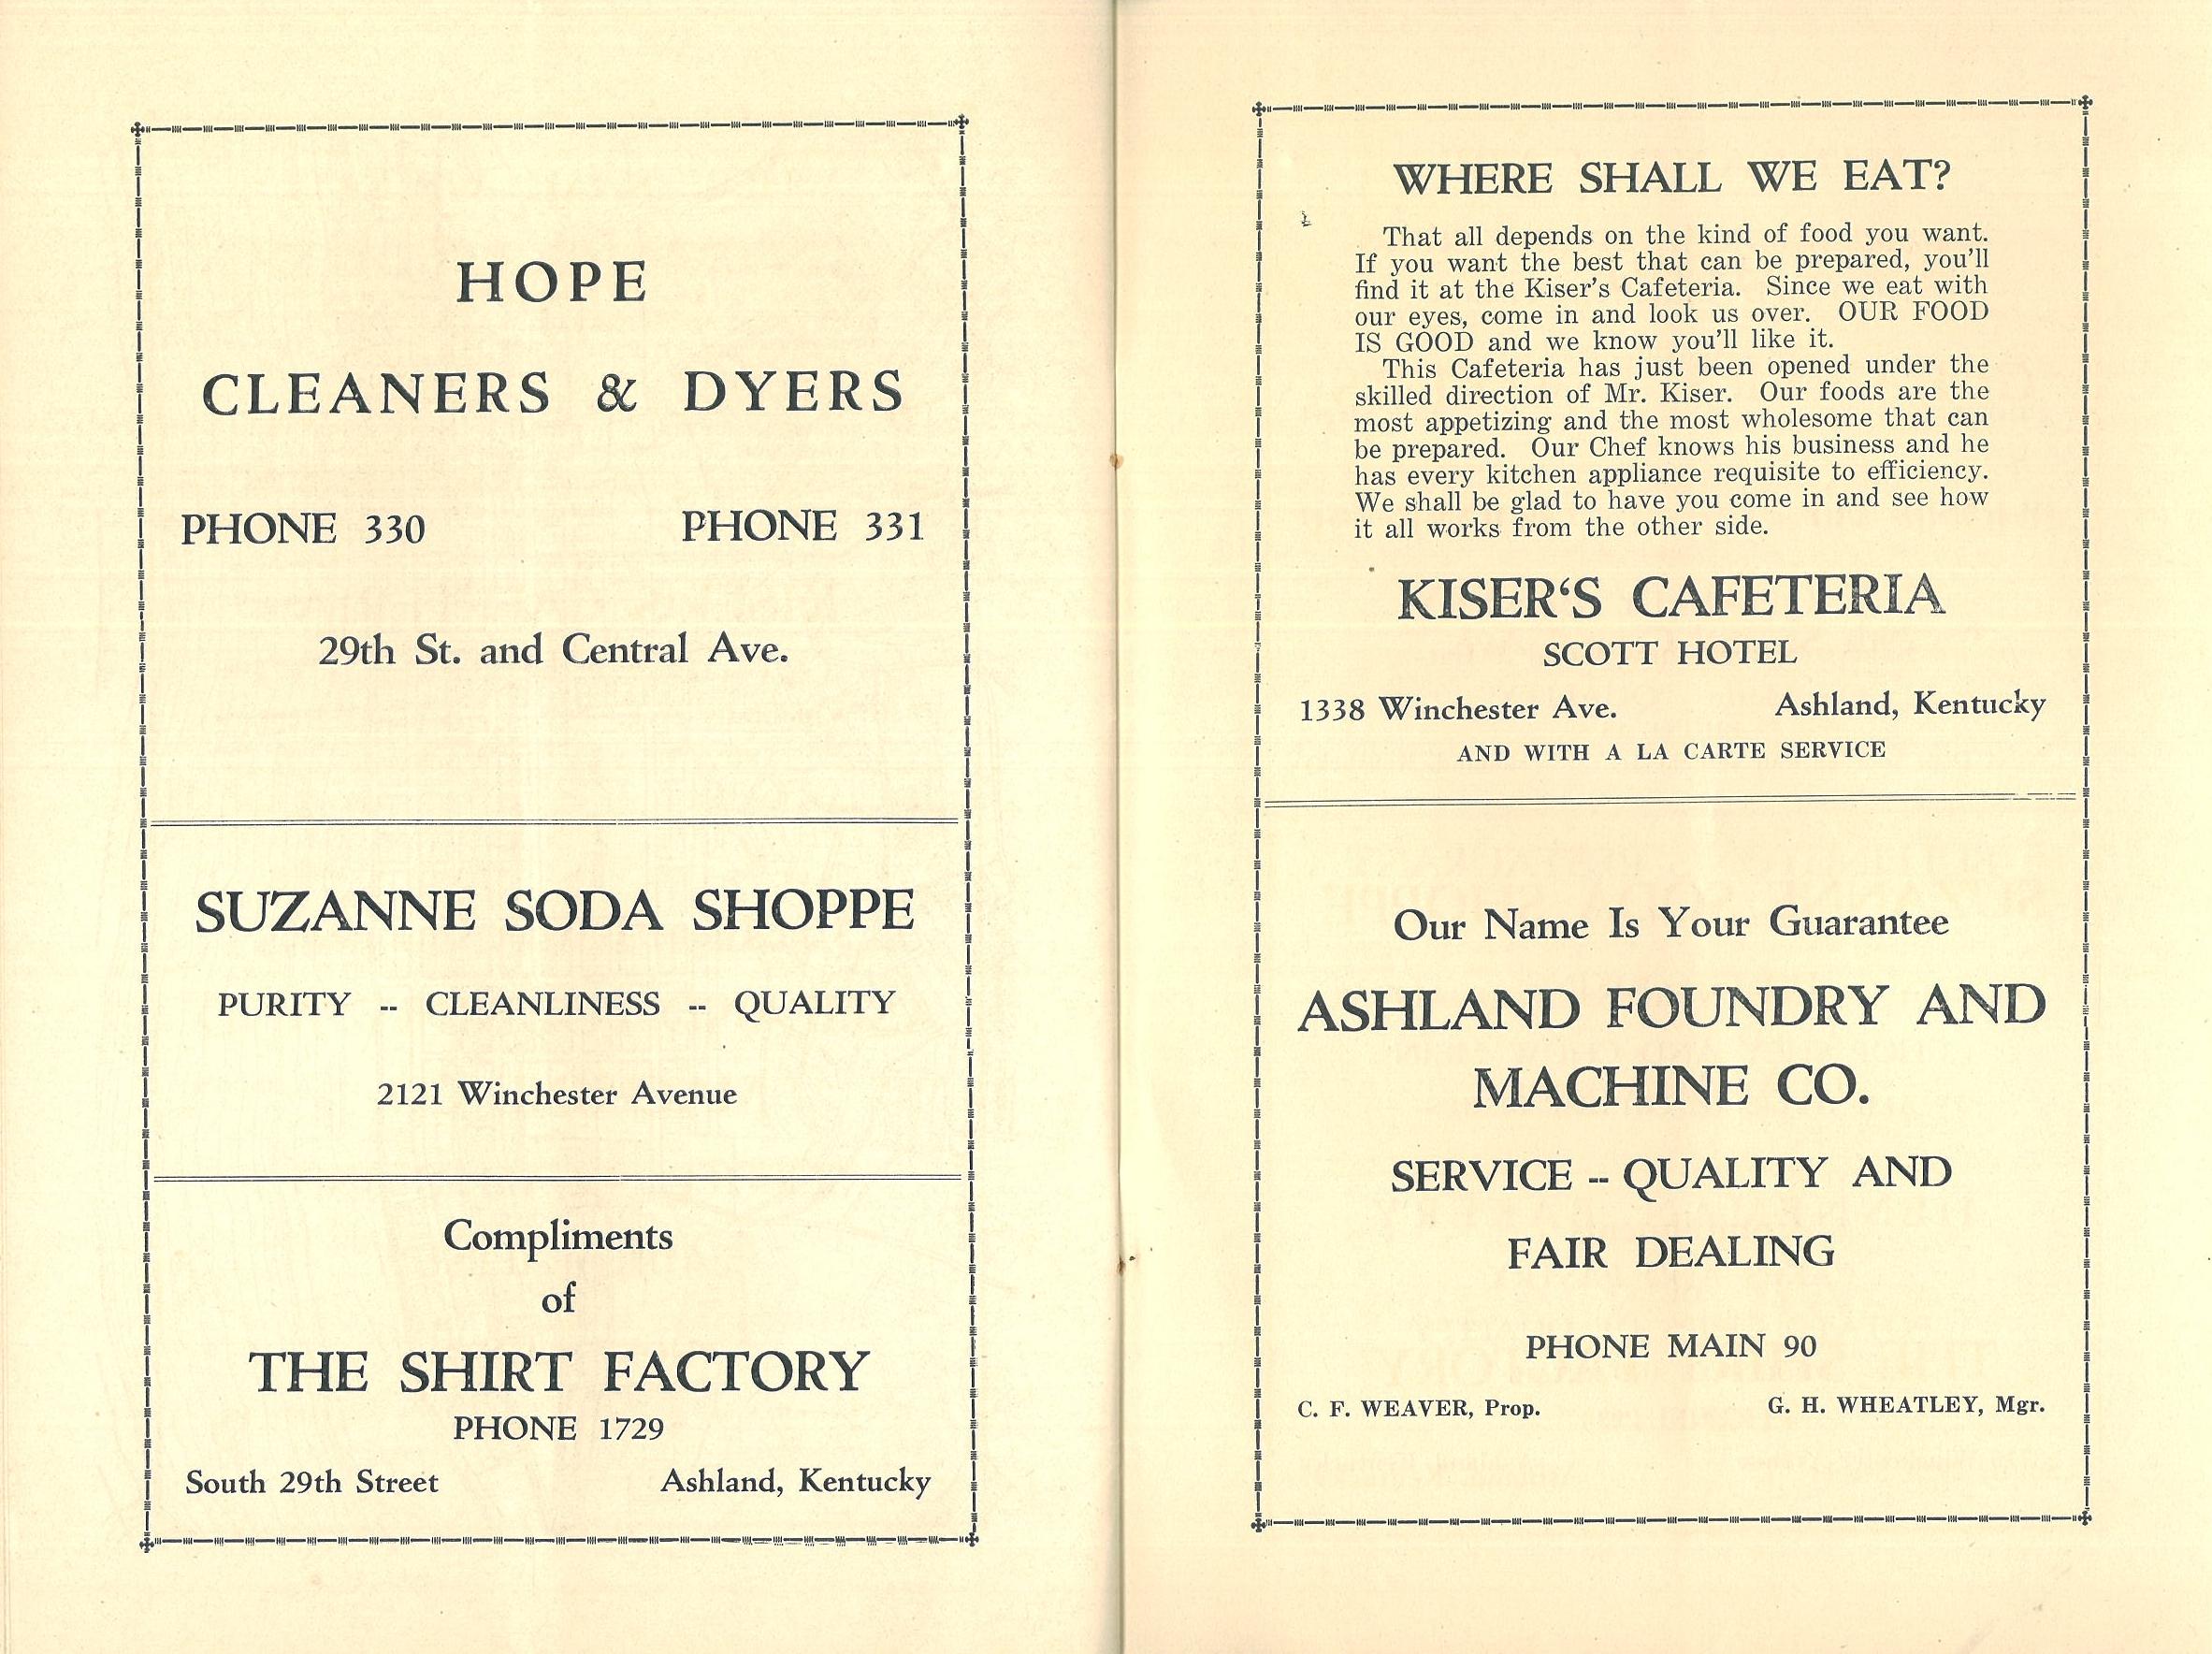 HOPE
CLEANERS & DYERS
PHONE 330 PHONE 331
29th St. and Central Ave.
SUZANNE SODA SHOPPE
PURITY -- CLEANLINESS -- QUALITY
2121 Winchester Avenue
Compliments
of
THE SHIRT FACTORY
PHONE 1729
South 29th Street Ashland, Kentucky
WHERE SHALL WE EAT?
That all depends on the kind of food you want.
If you want the best that can be prepared, you'll
find it at the Kiser's Cafeteria. Since we eat with
our eyes, come in and look us over. OUR FOOD
IS GOOD and we know you'll like it.
This Cafeteria has just been opened under the
skilled direction of Mr. Kiser. Our foods are the
most appetizing and the most wholesome that can
be prepared. Our Chef knows his business and he
has every kitchen appliance requisite to efficiency.
We shall be glad to have you come in and see how
it all works from the other side.
KISER‘S CAFETERIA
SCOTT HOTEL
1338 Winchester Ave. Ashland, Kentucky
AND WITH A LA CARTE SERVICE
Our Name Is Your Guarantee
ASHLAND FOUNDRY AND
MACHINE CO.
SERVICE -- QUALITY AND
FAIR DEALING
PHONE MAIN 90
C. F. WEAVER, Prop. G. H. WHEATLEY, Mgr.